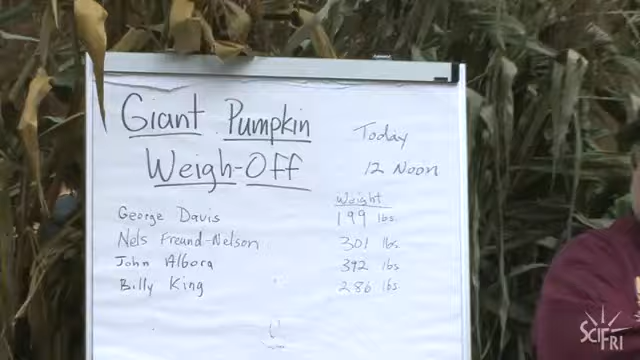 Giant Pumpkin
Weigh-Off
Today
12 Noon
Weight
George Davis 199 lbs.
Nels Freund-Nelson 301 lbs.
John Albora 392 lbs.
Billy King 286 lbs.
SCI
FRI